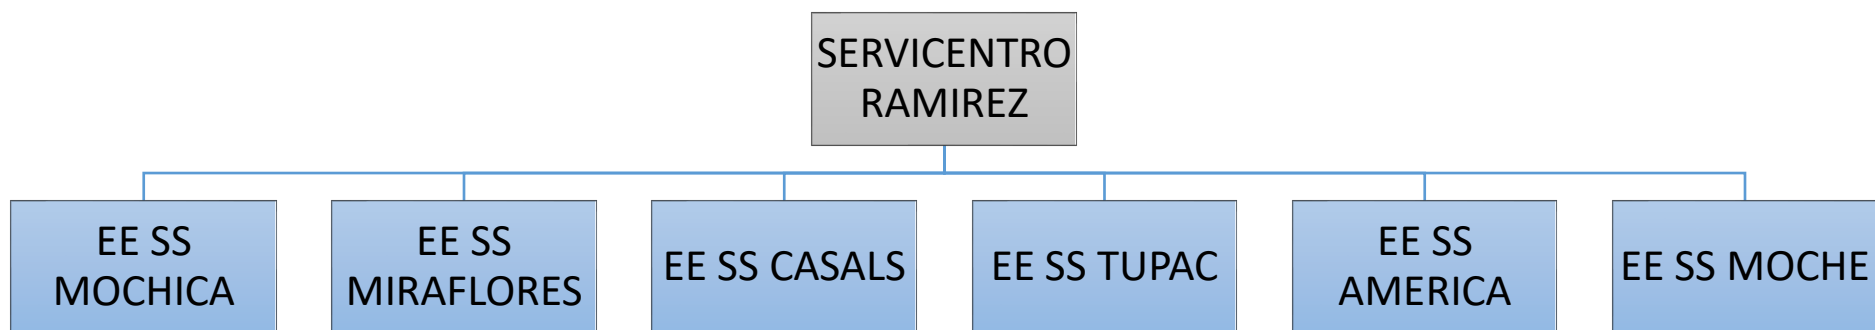 SERVICENTRO
RAMIREZ
EE SS
MOCHICA
EE SS
MIRAFLORES
EE SS CASALS
EE SS TUPAC
EE SS
AMERICA
EE SS MOCHE